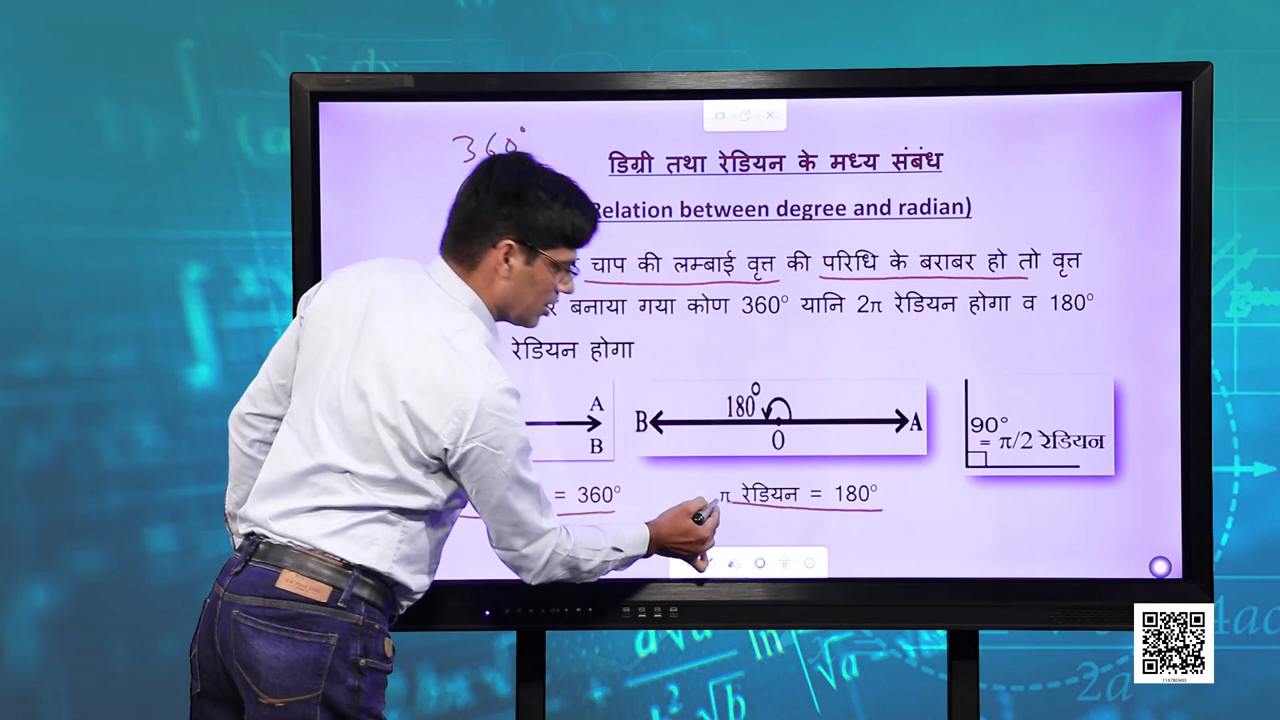 360°
डिग्री तथा रेडियन के मध्य संबंध
Relation between degree and radian)
चाप की लम्बाई वृत्त की परिधि के बराबर हो तो वृत्त
बनाया गया कोण 360° यानि 2π रेडियन होगा व 180°
रेडियन होगा
A
B
B
180°
O
A
90°
= π/2 रेडियन
= 360°
π रेडियन = 180°
11078CH03